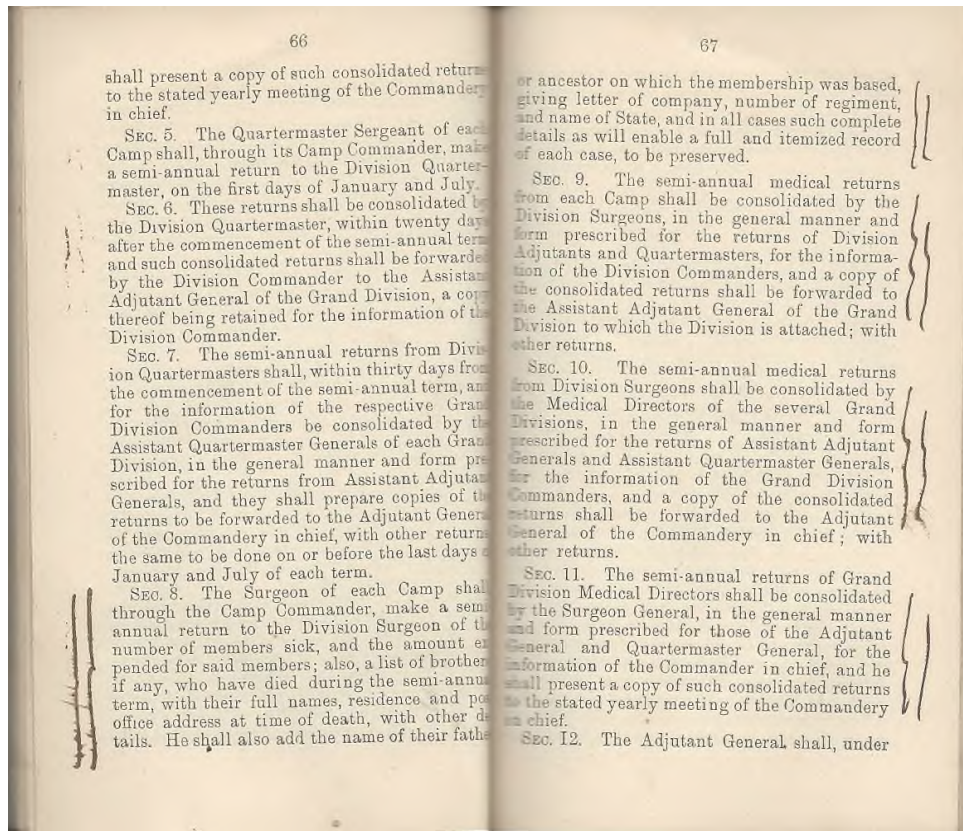 66
shall present a copy of such consolidated return
to the stated yearly meeting of the Commandery
in chief.
SEC. 5. The Quartermaster Sergeant of each
Camp shall, through its Camp Commander, make
a semi-annual return to the Division Quarter-
master, on the first days of January and July.
SEC. 6. These returns shall be consolidated by
the Division Quartermaster, within twenty days
after the commencement of the semi-annual term
and such consolidated returns shall be forwarded
by the Division Commander to the Assistant
Adjutant General of the Grand Division, a copy
thereof being retained for the information of the
Division Commander.
SEC. 7. The semi-annual returns from Divis-
ion Quartermasters shall, within thirty days from
the commencement of the semi-annual term, and
for the information of the respective Grand
Division Commanders be consolidated by the
Assistant Quartermaster Generals of each Grand
Division, in the general manner and form pre-
scribed for the returns from Assistant Adjutant
Generals, and they shall prepare copies of the
returns to be forwarded to the Adjutant General
of the Commandery in chief, with other returns
the same to be done on or before the last days of
January and July of each term.
SEC. 8. The Surgeon of each Camp shall
through the Camp Commander, make a semi-
annual return to the Division Surgeon of the
number of members sick, and the amount ex-
pended for said members; also, a list of brothers
if any, who have died during the semi-annual
term, with their full names, residence and post
office address at time of death, with other de-
tails. He shall also add the name of their father
67
or ancestor on which the membership was based,
giving letter of company, number of regiment,
and name of State, and in all cases such complete
details as will enable a full and itemized record
of each case, to be preserved.
SEC. 9. The semi-annual medical returns
from each Camp shall be consolidated by the
Division Surgeons, in the general manner and
form prescribed for the returns of Division
Adjutants and Quartermasters, for the informa-
tion of the Division Commanders, and a copy of
the consolidated returns shall be forwarded to
the Assistant Adjutant General of the Grand
Division to which the Division is attached; with
other returns.
SEC. 10. The semi-annual medical returns
from Division Surgeons shall be consolidated by
the Medical Directors of the several Grand
Divisions, in the general manner and form
prescribed for the returns of Assistant Adjutant
Generals and Assistant Quartermaster Generals,
for the information of the Grand Division
Commanders, and a copy of the consolidated
returns shall be forwarded to the Adjutant
General of the Commandery in chief; with
other returns.
SEC. 11. The semi-annual returns of Grand
Division Medical Directors shall be consolidated
by the Surgeon General, in the general manner
and form prescribed for those of the Adjutant
General and Quartermaster General, for the
information of the Commander in chief, and he
shall present a copy of such consolidated returns
to the stated yearly meeting of the Commandery
in chief.
SEC. 12. The Adjutant General shall, under